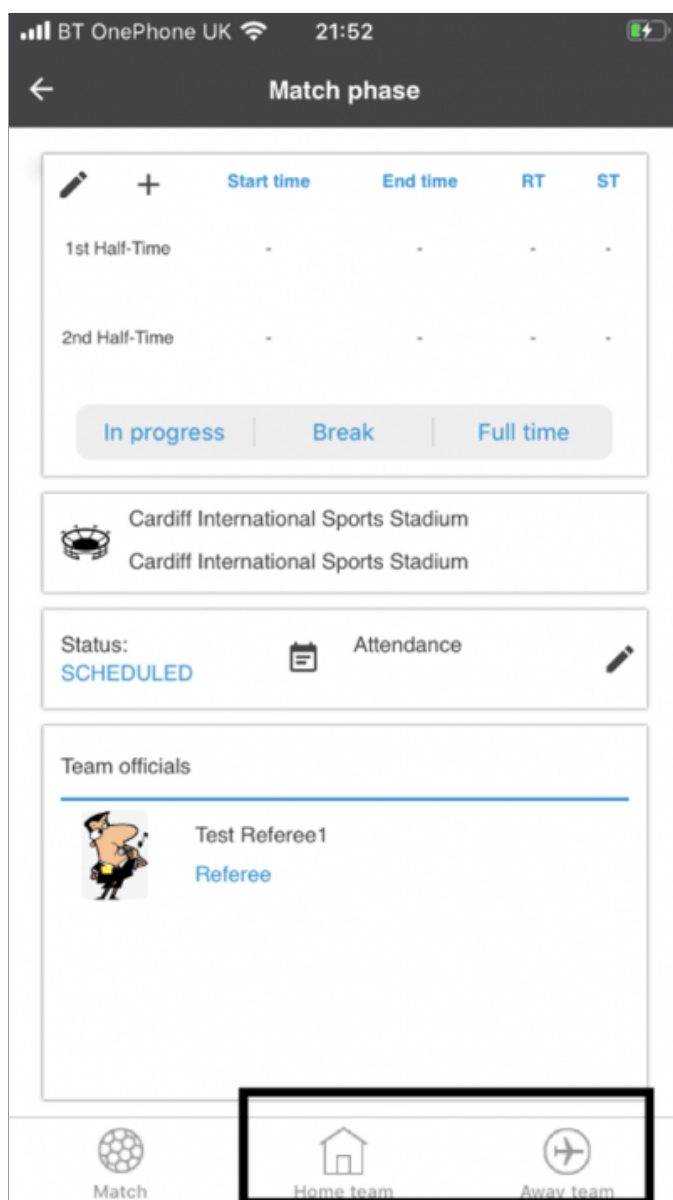 BT OnePhone UK 21:52
Match phase
Start time End time RT ST
1st Half-Time - - - -
2nd Half-Time - - - -
In progress Break Full time
Cardiff International Sports Stadium
Cardiff International Sports Stadium
Status: Attendance
SCHEDULED
Team officials
Test Referee1
Referee
Match Home team Away team